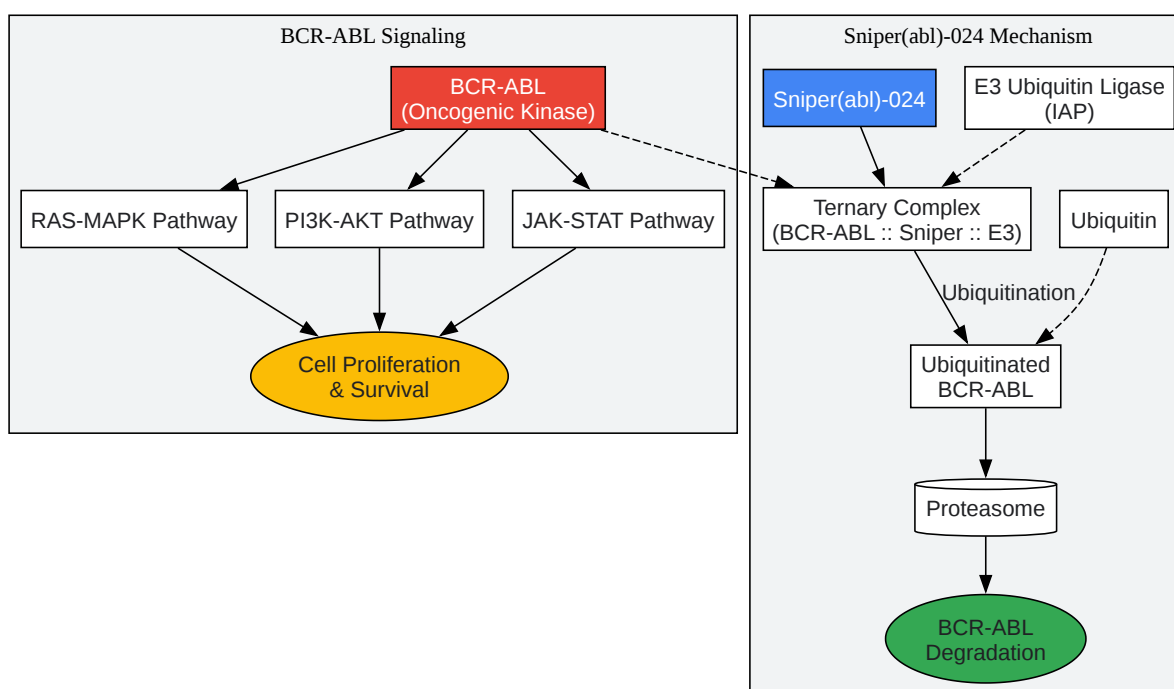 BCR-ABL Signaling
BCR-ABL
(Oncogenic Kinase)
RAS-MAPK Pathway
PI3K-AKT Pathway
JAK-STAT Pathway
Cell Proliferation
& Survival
Sniper(abl)-024 Mechanism
Sniper(abl)-024
E3 Ubiquitin Ligase
(IAP)
Ternary Complex
(BCR-ABL :: Sniper :: E3)
Ubiquitin
Ubiquitination
Ubiquitinated
BCR-ABL
Proteasome
BCR-ABL
Degradation